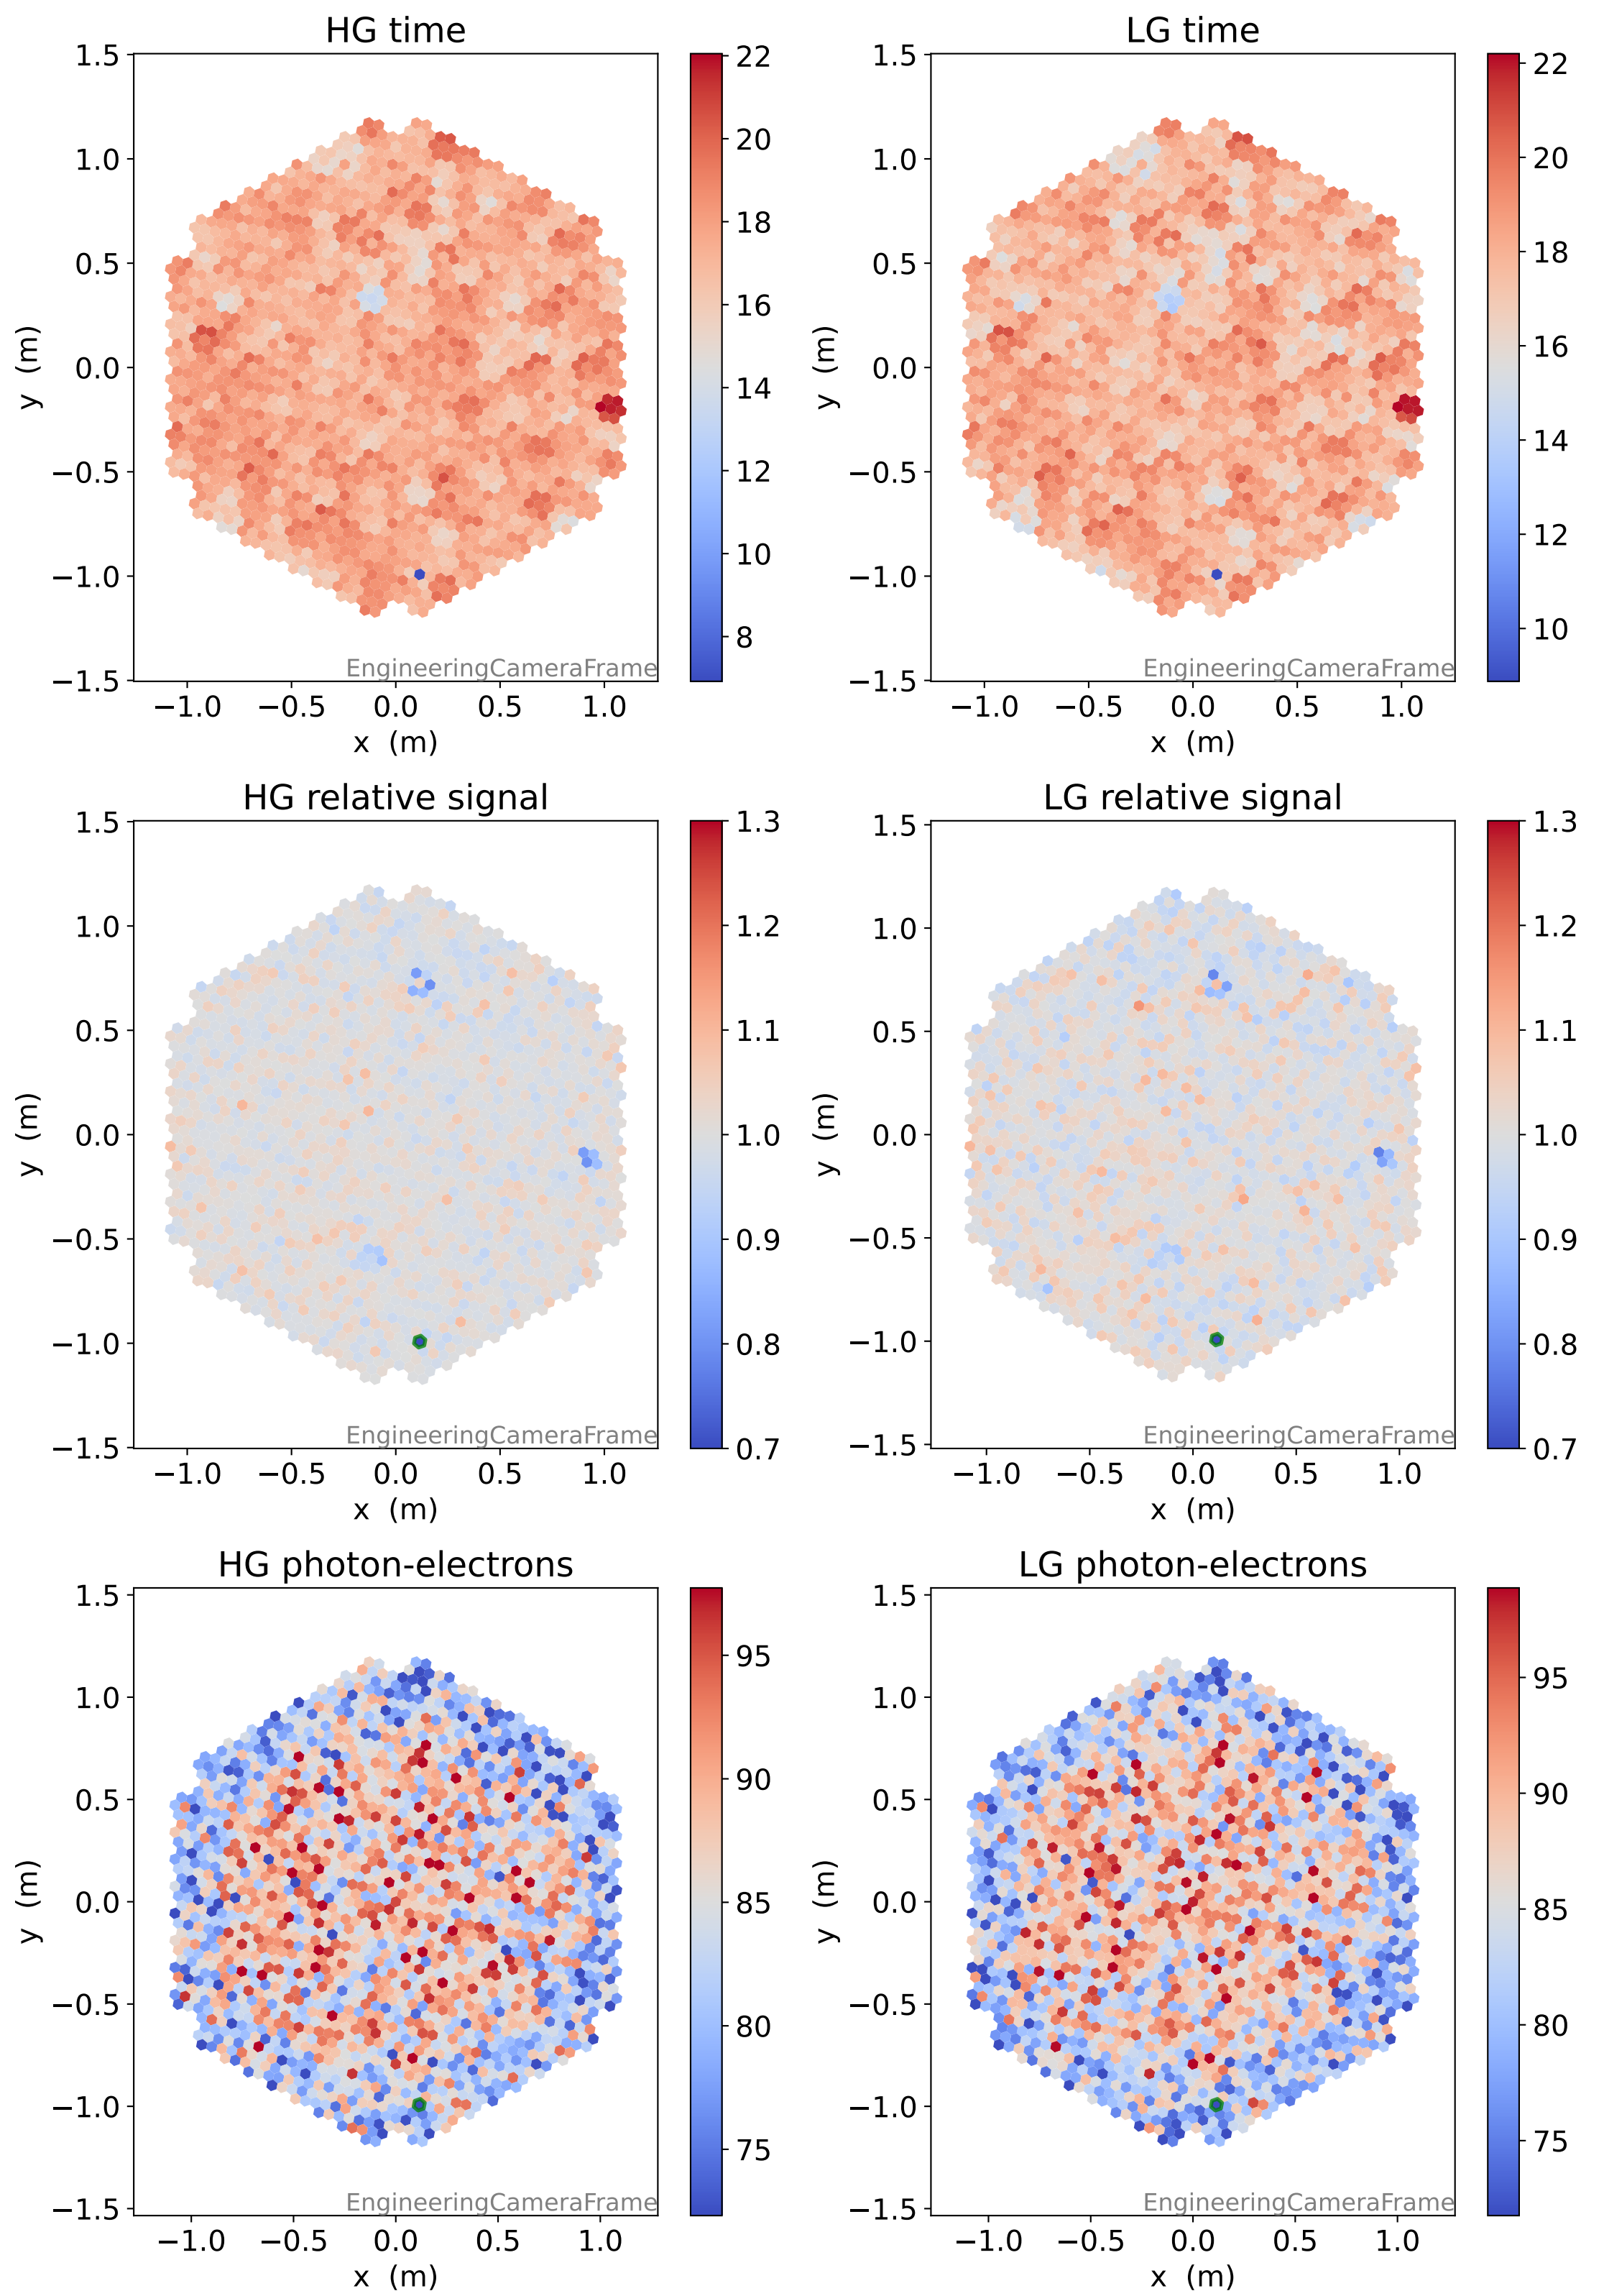 HG time
1.5
1.0
0.5
0.0
−0.5
−1.0
−1.5
y (m)
−1.0 −0.5 0.0 0.5 1.0
x (m)
EngineeringCameraFrame
22
20
18
16
14
12
10
8
LG time
1.5
1.0
0.5
0.0
−0.5
−1.0
−1.5
y (m)
−1.0 −0.5 0.0 0.5 1.0
x (m)
EngineeringCameraFrame
22
20
18
16
14
12
10
HG relative signal
1.5
1.0
0.5
0.0
−0.5
−1.0
−1.5
y (m)
−1.0 −0.5 0.0 0.5 1.0
x (m)
EngineeringCameraFrame
1.3
1.2
1.1
1.0
0.9
0.8
0.7
LG relative signal
1.5
1.0
0.5
0.0
−0.5
−1.0
−1.5
y (m)
−1.0 −0.5 0.0 0.5 1.0
x (m)
EngineeringCameraFrame
1.3
1.2
1.1
1.0
0.9
0.8
0.7
HG photon-electrons
1.5
1.0
0.5
0.0
−0.5
−1.0
−1.5
y (m)
−1.0 −0.5 0.0 0.5 1.0
x (m)
EngineeringCameraFrame
95
90
85
80
75
LG photon-electrons
1.5
1.0
0.5
0.0
−0.5
−1.0
−1.5
y (m)
−1.0 −0.5 0.0 0.5 1.0
x (m)
EngineeringCameraFrame
95
90
85
80
75